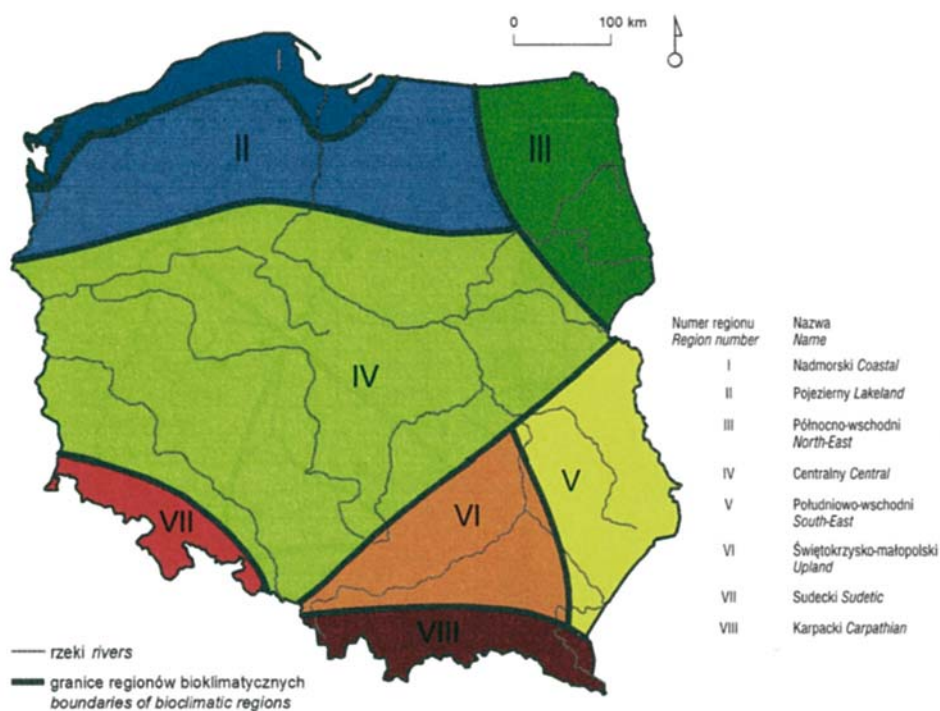 0 100 km
I
II
III
IV
V
VI
VII
VIII
Numer regionu Nazwa
Region number Name
I Nadmorski Coastal
II Pojezierny Lakeland
III Północno-wschodni
North-East
IV Centralny Central
V Południowo-wschodni
South-East
VI Świętokrzysko-małopolski
Upland
VII Sudecki Sudetic
VIII Karpacki Carpathian
rzeki rivers
granice regionów bioklimatycznych
boundaries of bioclimatic regions